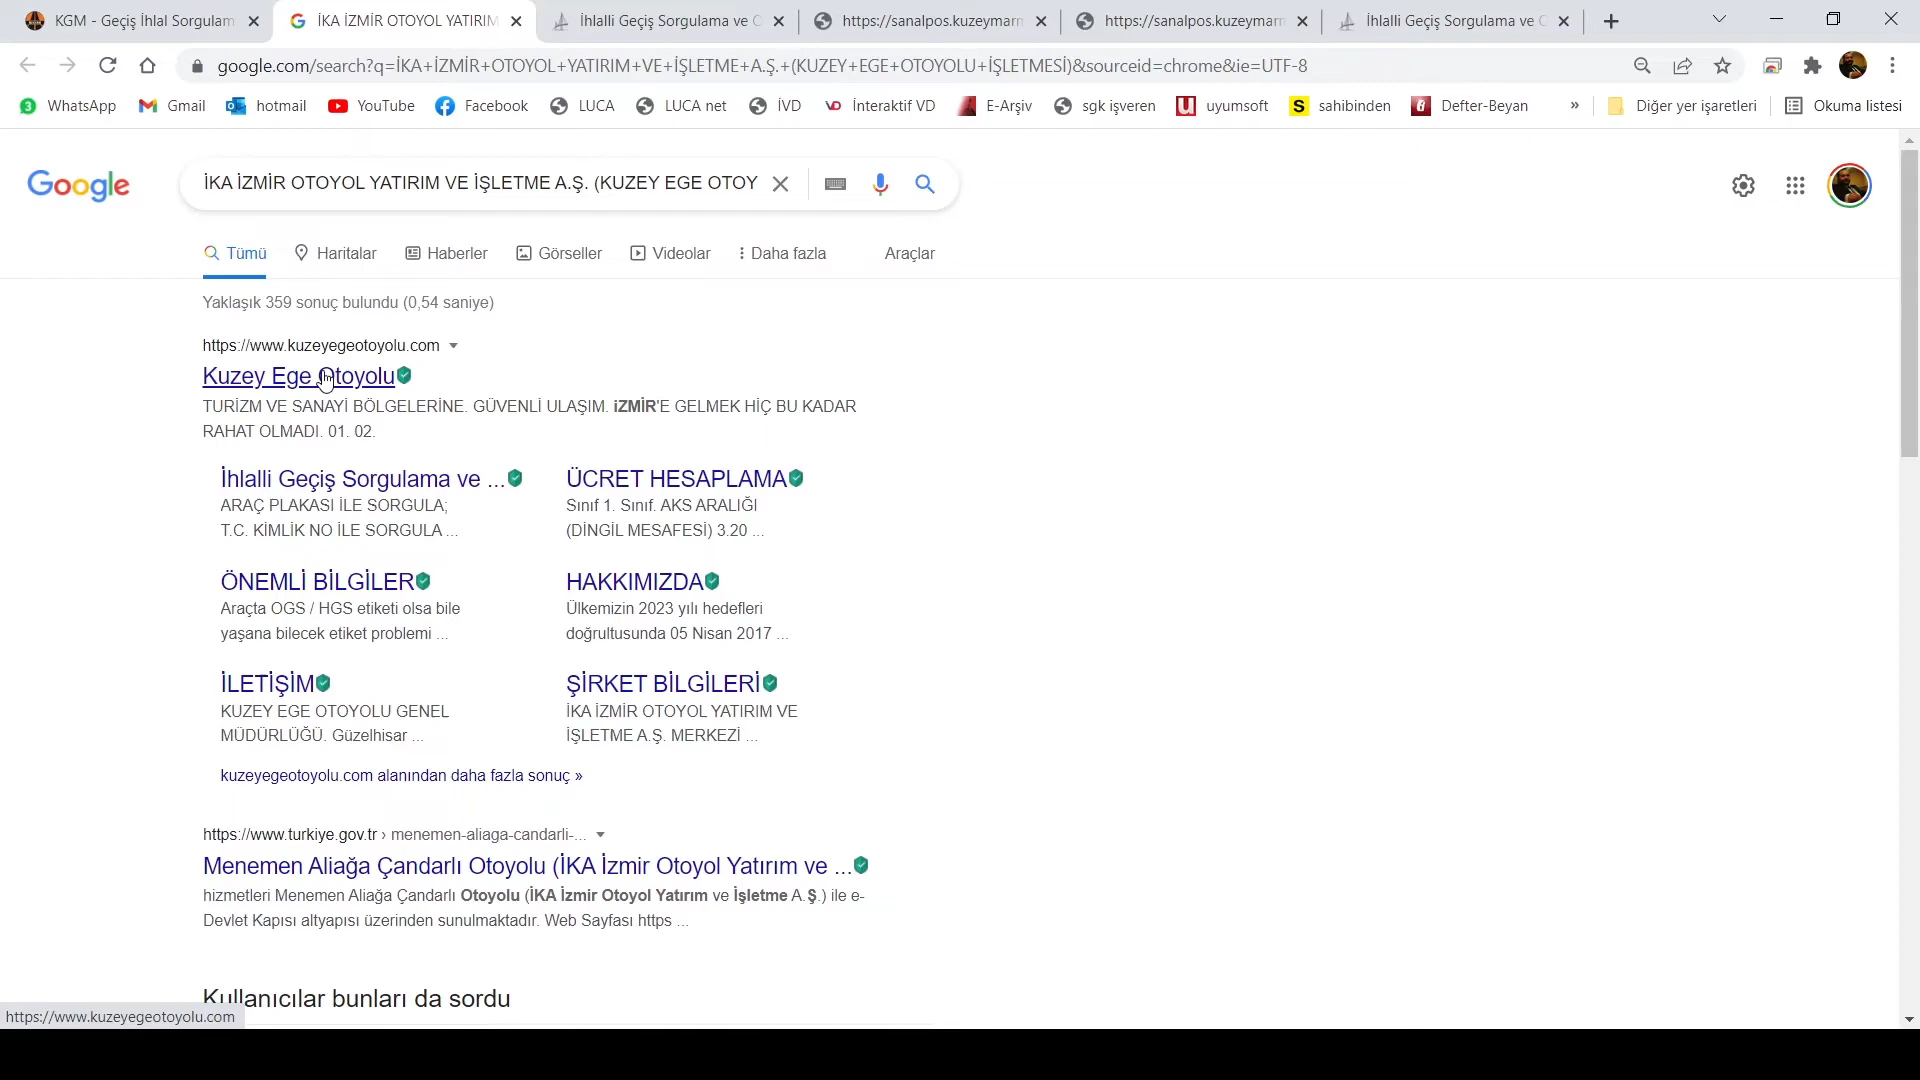 KGM - Geçiş İhlal Sorgulam
İKA İZMİR OTOYOL YATIRIM
İhlalli Geçiş Sorgulama ve Ö
https://sanalpos.kuzeymarm
https://sanalpos.kuzeymarm
İhlalli Geçiş Sorgulama ve Ö
google.com/search?q=İKA+İZMİR+OTOYOL+YATIRIM+VE+İŞLETME+A.Ş.+(KUZEY+EGE+OTOYOLU+İŞLETMESİ)&sourceid=chrome&ie=UTF-8
3 WhatsApp
Gmail
hotmail
YouTube
Facebook
LUCA
LUCA net
İVD
VD İnteraktif VD
E-Arşiv
sgk işveren
U uyumsoft
S sahibinden
Defter-Beyan
»
Diğer yer işaretleri
Okuma listesi
Google
İKA İZMİR OTOYOL YATIRIM VE İŞLETME A.Ş. (KUZEY EGE OTOY
Tümü
Haritalar
Haberler
Görseller
Videolar
Daha fazla
Araçlar
Yaklaşık 359 sonuç bulundu (0,54 saniye)
https://www.kuzeyegeotoyolu.com
Kuzey Ege Otoyolu
TURİZM VE SANAYİ BÖLGELERİNE. GÜVENLİ ULAŞIM. iZMİR'E GELMEK HİÇ BU KADAR
RAHAT OLMADI. 01. 02.
İhlalli Geçiş Sorgulama ve ...
ARAÇ PLAKASI İLE SORGULA;
T.C. KİMLİK NO İLE SORGULA ...
ÜCRET HESAPLAMA
Sınıf 1. Sınıf. AKS ARALIĞI
(DİNGİL MESAFESİ) 3.20 ...
ÖNEMLİ BİLGİLER
Araçta OGS / HGS etiketi olsa bile
yaşana bilecek etiket problemi ...
HAKKIMIZDA
Ülkemizin 2023 yılı hedefleri
doğrultusunda 05 Nisan 2017 ...
İLETİŞİM
KUZEY EGE OTOYOLU GENEL
MÜDÜRLÜĞÜ. Güzelhisar ...
ŞİRKET BİLGİLERİ
İKA İZMİR OTOYOL YATIRIM VE
İŞLETME A.Ş. MERKEZİ ...
kuzeyegeotoyolu.com alanından daha fazla sonuç »
https://www.turkiye.gov.tr › menemen-aliaga-candarli-...
Menemen Aliağa Çandarlı Otoyolu (İKA İzmir Otoyol Yatırım ve ...
hizmetleri Menemen Aliağa Çandarlı Otoyolu (İKA İzmir Otoyol Yatırım ve İşletme A.Ş.) ile e-
Devlet Kapısı altyapısı üzerinden sunulmaktadır. Web Sayfası https ...
Kullanıcılar bunları da sordu
https://www.kuzeyegeotoyolu.com